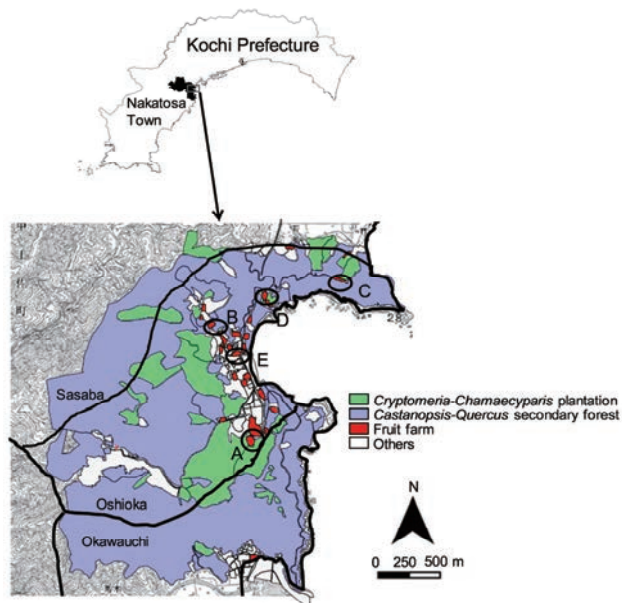 Kochi Prefecture
Nakatosa
Town
C
B
D
E
Sasaba
A
Oshioka
Okawauchi
Cryptomeria-Chamaecyparis plantation
Castanopsis-Quercus secondary forest
Fruit farm
Others
N
0 250 500 m